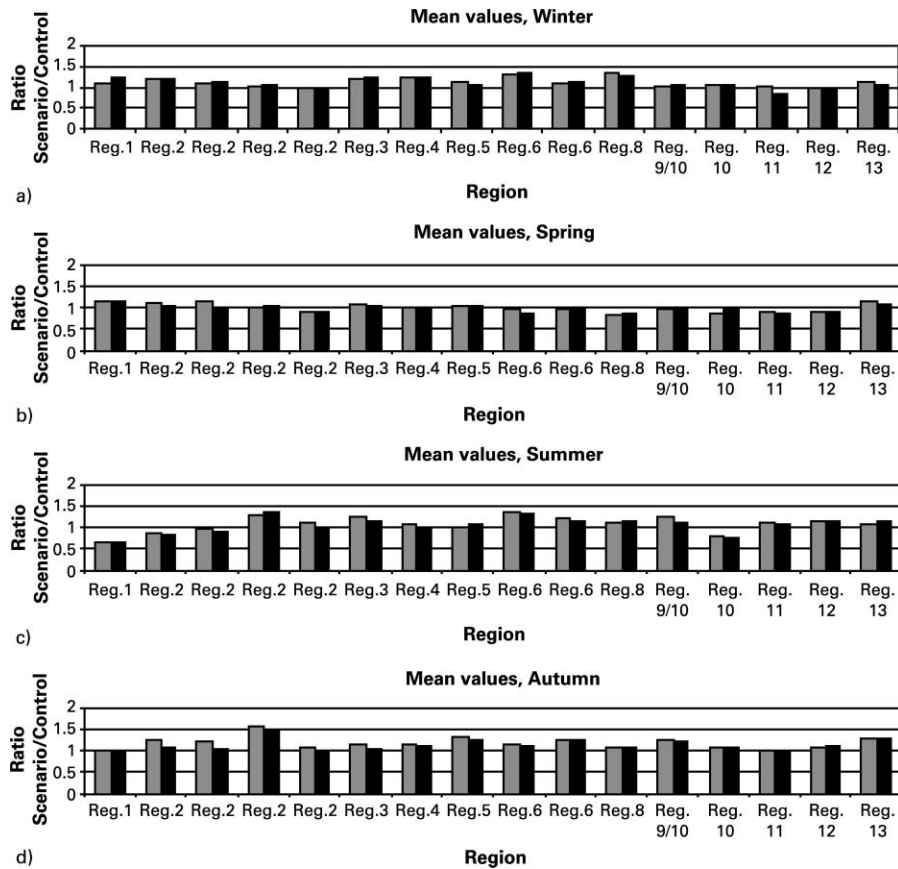 Mean values, Winter
Ratio
Scenario/Control
2
1.5
1
0.5
0
Reg.1 Reg.2 Reg.2 Reg.2 Reg.2 Reg.3 Reg.4 Reg.5 Reg.6 Reg.6 Reg.8 Reg. Reg. Reg. Reg. Reg.
9/10 10 11 12 13
Region
a)
Mean values, Spring
Ratio
Scenario/Control
2
1.5
1
0.5
0
Reg.1 Reg.2 Reg.2 Reg.2 Reg.2 Reg.3 Reg.4 Reg.5 Reg.6 Reg.6 Reg.8 Reg. Reg. Reg. Reg. Reg.
9/10 10 11 12 13
Region
b)
Mean values, Summer
Ratio
Scenario/Control
2
1.5
1
0.5
0
Reg.1 Reg.2 Reg.2 Reg.2 Reg.2 Reg.3 Reg.4 Reg.5 Reg.6 Reg.6 Reg.8 Reg. Reg. Reg. Reg. Reg.
9/10 10 11 12 13
Region
c)
Mean values, Autumn
Ratio
Scenario/Control
2
1.5
1
0.5
0
Reg.1 Reg.2 Reg.2 Reg.2 Reg.2 Reg.3 Reg.4 Reg.5 Reg.6 Reg.6 Reg.8 Reg. Reg. Reg. Reg. Reg.
9/10 10 11 12 13
Region
d)